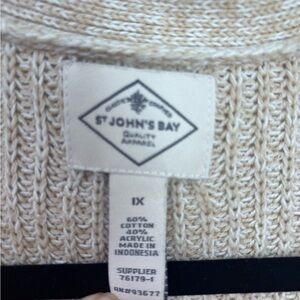 ST JOHN'S BAY
QUALITY
APPAREL
1X
60%
COTTON
40%
ACRYLIC
MADE IN
INDONESIA
SUPPLIER
76179-1
RN#93677